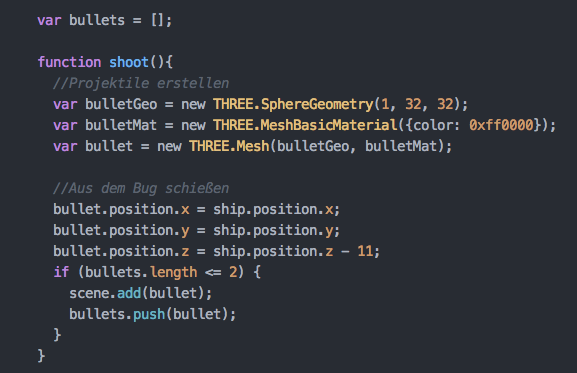 var bullets = [];
function shoot(){
//Projektile erstellen
var bulletGeo = new THREE.SphereGeometry(1, 32, 32);
var bulletMat = new THREE.MeshBasicMaterial({color: 0xff0000});
var bullet = new THREE.Mesh(bulletGeo, bulletMat);
//Aus dem Bug schießen
bullet.position.x = ship.position.x;
bullet.position.y = ship.position.y;
bullet.position.z = ship.position.z - 11;
if (bullets.length <= 2) {
scene.add(bullet);
bullets.push(bullet);
}
}